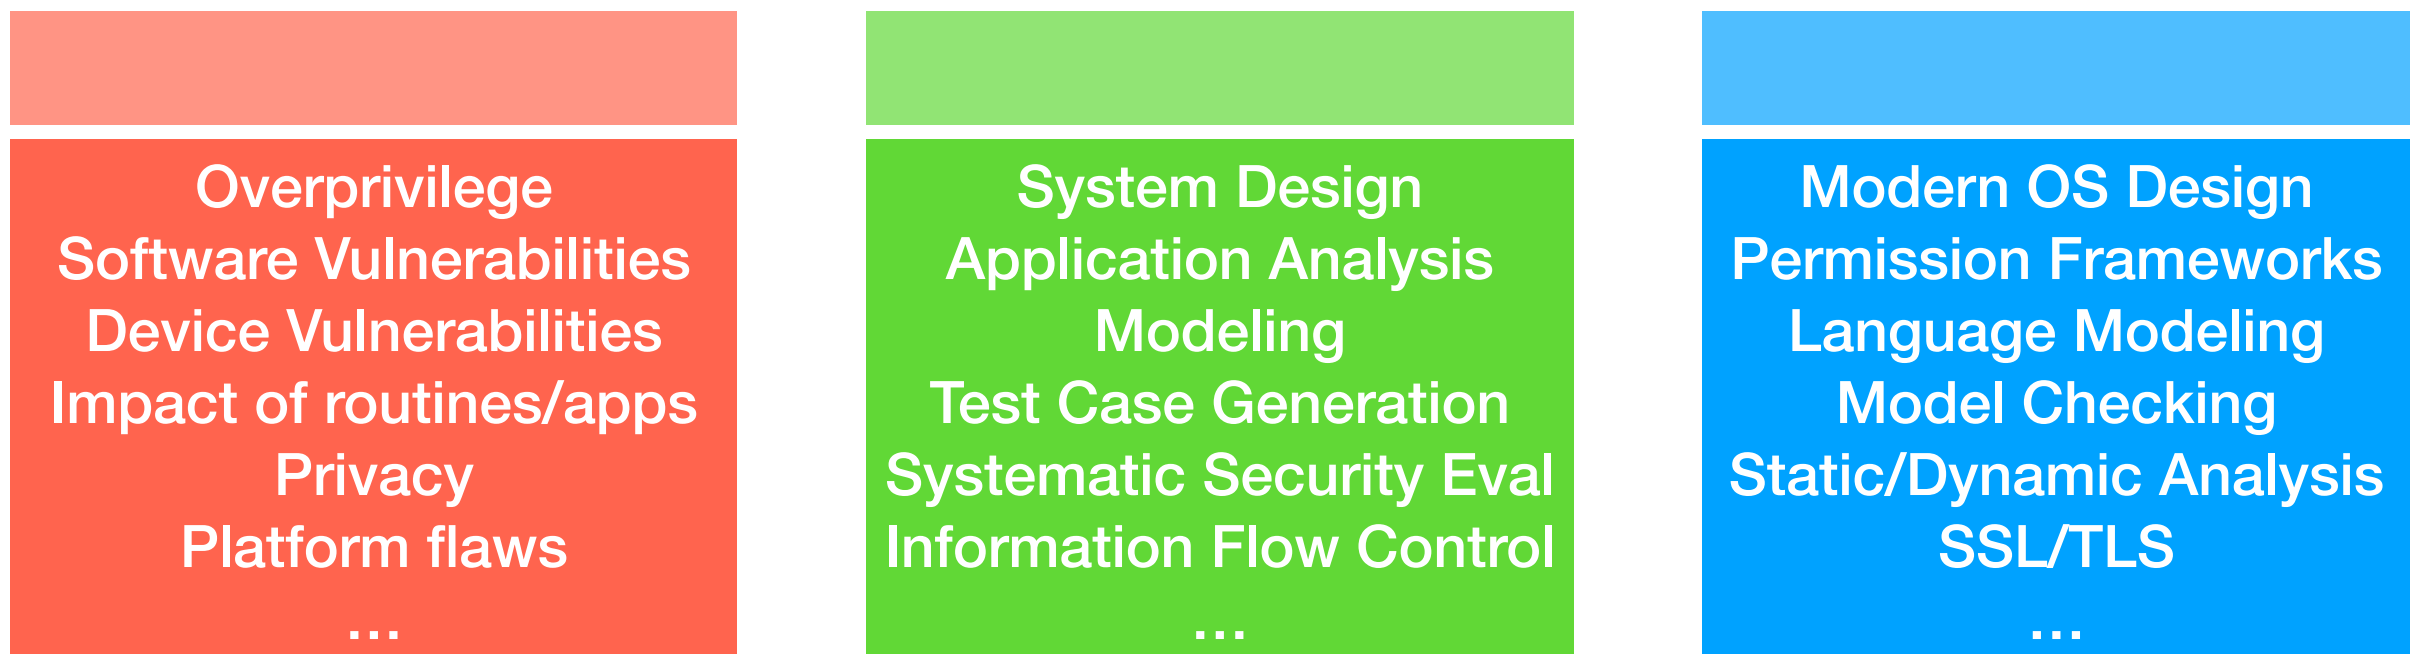 Overprivilege
Software Vulnerabilities
Device Vulnerabilities
Impact of routines/apps
Privacy
Platform flaws
...
System Design
Application Analysis
Modeling
Test Case Generation
Systematic Security Eval
Information Flow Control
...
Modern OS Design
Permission Frameworks
Language Modeling
Model Checking
Static/Dynamic Analysis
SSL/TLS
...